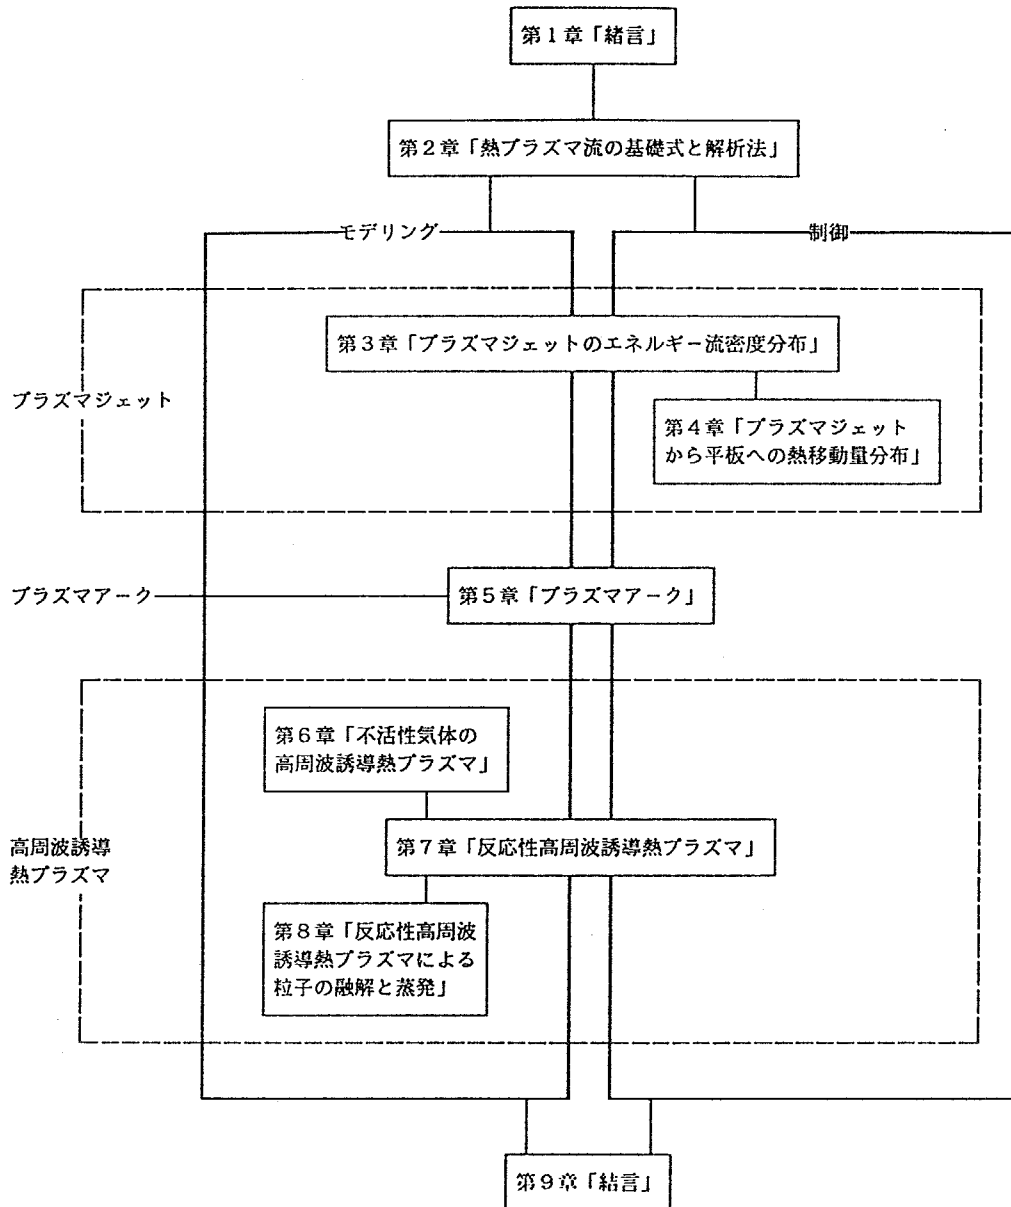 第１章「緒言」
第２章「熱プラズマ流の基礎式と解析法」
モデリング
制御
第３章「プラズマジェットのエネルギー流密度分布」
プラズマジェット
第４章「プラズマジェット
から平板への熱移動量分布」
プラズマアーク
第５章「プラズマアーク」
第６章「不活性気体の
高周波誘導熱プラズマ」
高周波誘導
熱プラズマ
第７章「反応性高周波誘導熱プラズマ」
第８章「反応性高周波
誘導熱プラズマによる
粒子の融解と蒸発」
第９章「結言」